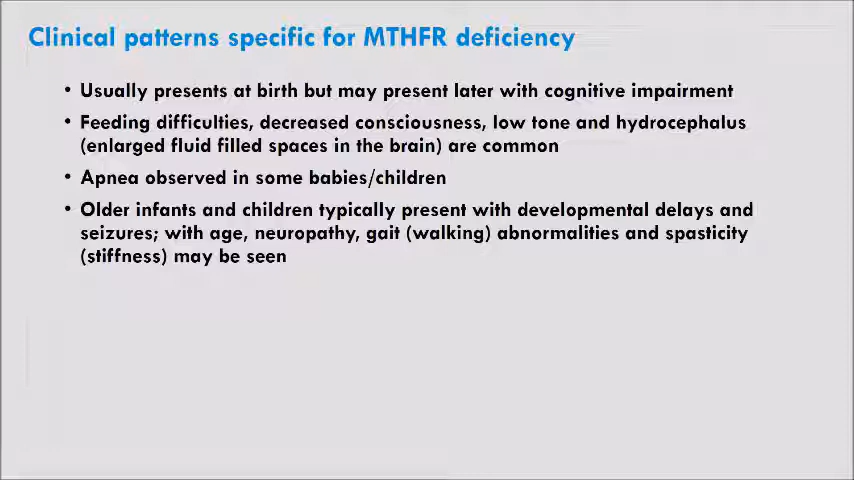 Clinical patterns specific for MTHFR deficiency
• Usually presents at birth but may present later with cognitive impairment
• Feeding difficulties, decreased consciousness, low tone and hydrocephalus
(enlarged fluid filled spaces in the brain) are common
• Apnea observed in some babies/children
• Older infants and children typically present with developmental delays and
seizures; with age, neuropathy, gait (walking) abnormalities and spasticity
(stiffness) may be seen